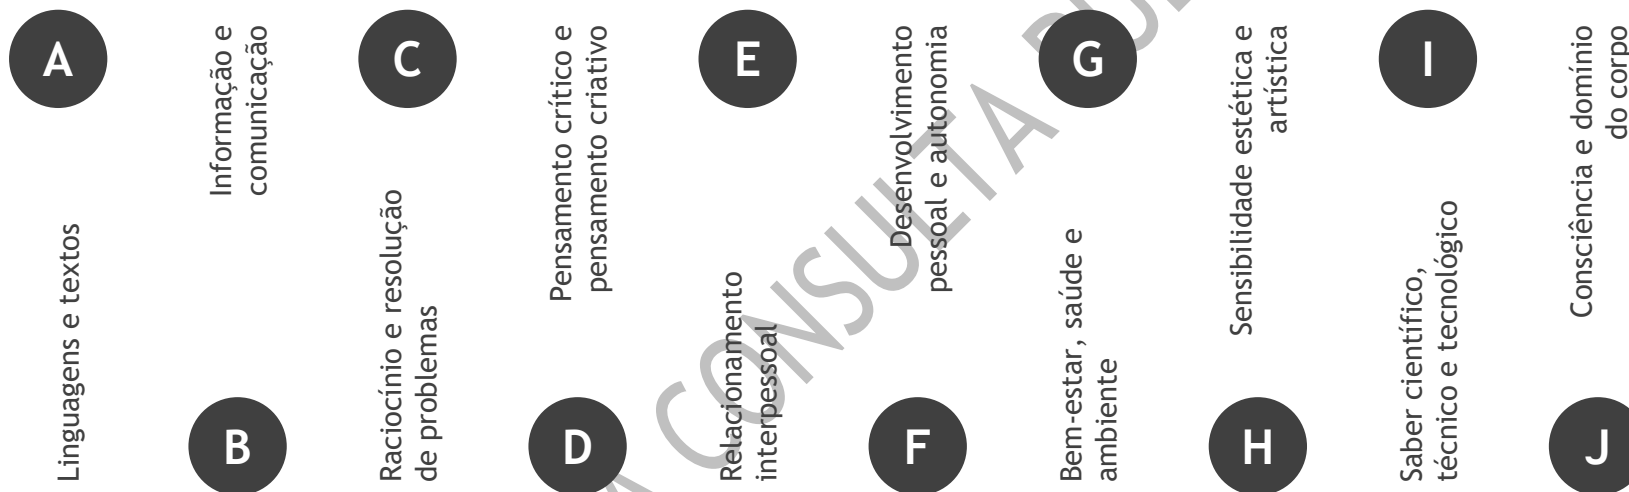 A
Linguagens e textos
Informação e
comunicação
B
C
Raciocínio e resolução
de problemas
Pensamento crítico e
pensamento criativo
D
E
Relacionamento
interpessoal
Desenvolvimento
pessoal e autonomia
F
G
Bem-estar, saúde e
ambiente
Sensibilidade estética e
artística
H
I
Saber científico,
técnico e tecnológico
Consciência e domínio
do corpo
J
CONSULTA